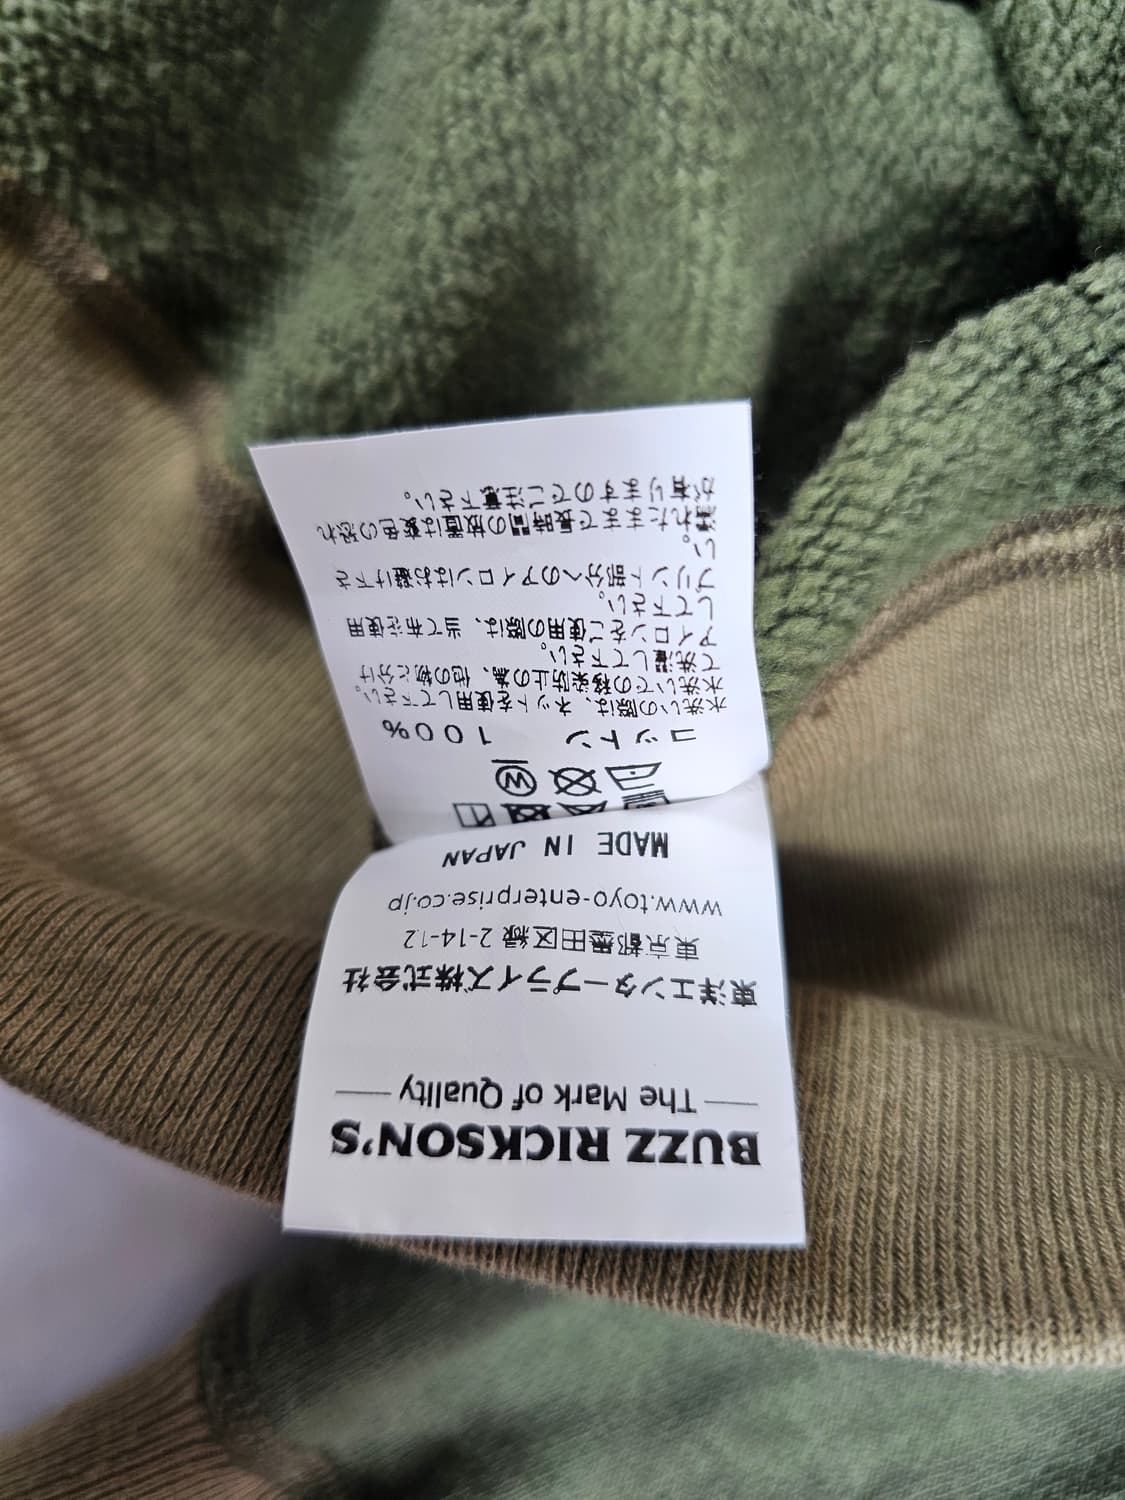 BUZZ RICKSON'S
The Mark of Quality
東洋エンタープライズ株式会社
東京都墨田区緑 2-14-12
www.toyo-enterprise.co.jp
MADE IN JAPAN
W
コットン 100%
水洗いの際は、ネットを使用して下さい。
水洗いでの移染防止の為、他の物と分け
て洗濯して下さい。
アイロンをご使用の際は、当て布を使用
して下さい。
プリント部分へのアイロンはお避け下さ
い。
濡れたままで長時間の放置は変色の恐れ
が有りますのでご注意下さい。